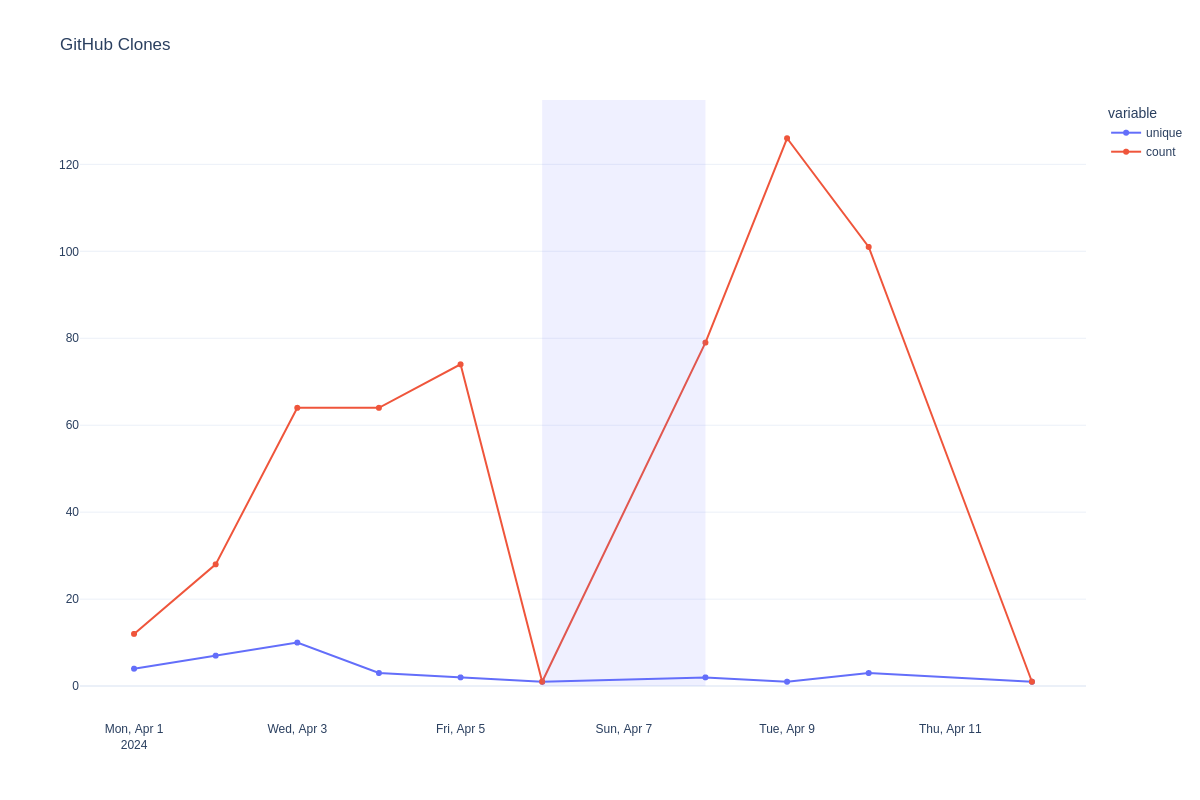 GitHub Clones
variable
unique
count
120
100
80
60
40
20
0
Mon, Apr 1
2024
Wed, Apr 3
Fri, Apr 5
Sun, Apr 7
Tue, Apr 9
Thu, Apr 11